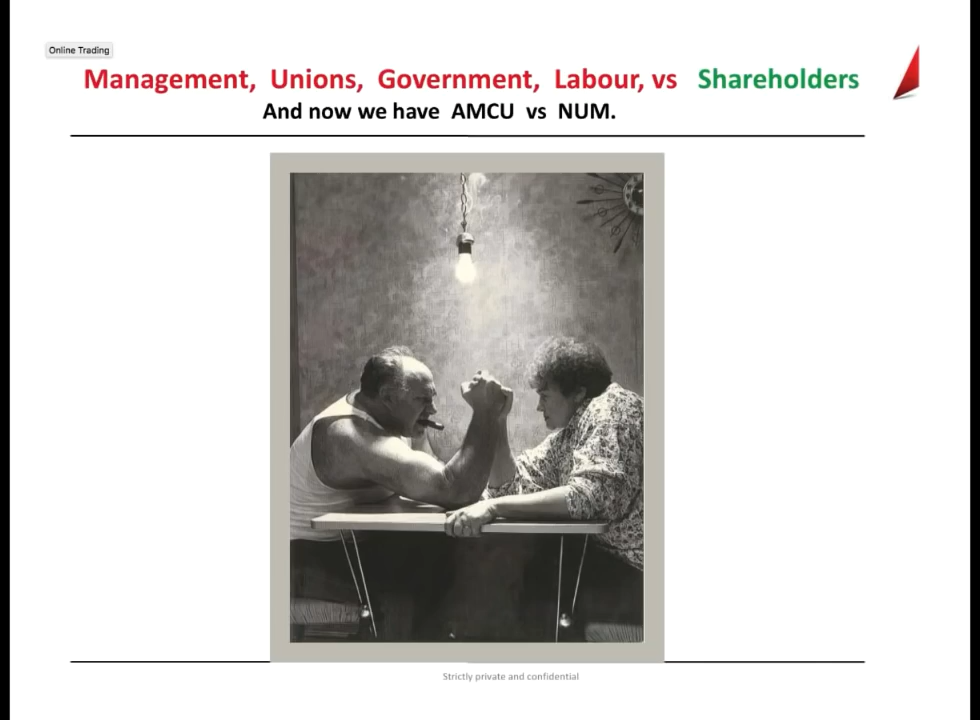 Online Trading
Management, Unions, Government, Labour, vs Shareholders
And now we have AMCU vs NUM.
Strictly private and confidential